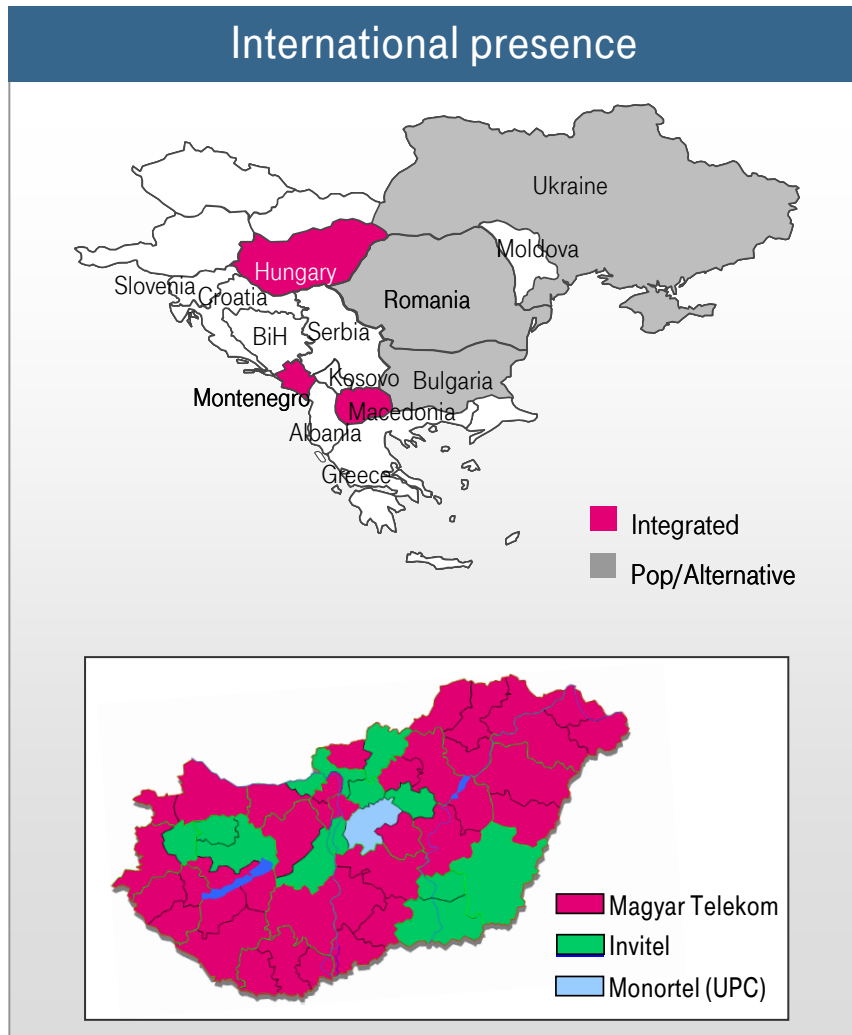 International presence
Ukraine
Moldova
Hungary
Slovenia
Croatia
Romania
BiH
Serbia
Kosovo
Bulgaria
Montenegro
Macedonia
Albania
Greece
Integrated
Pop/Alternative
Magyar Telekom
Invitel
Monortel (UPC)